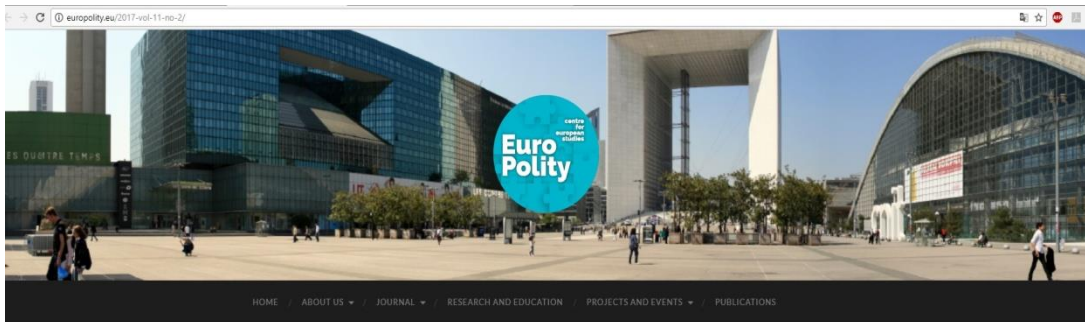 europolity.eu/2017-vol-11-no-2/
ABP
ES QUATRE TEMPS
centre
for
european
studies
Euro
Polity
HOME / ABOUT US / JOURNAL / RESEARCH AND EDUCATION / PROJECTS AND EVENTS / PUBLICATIONS